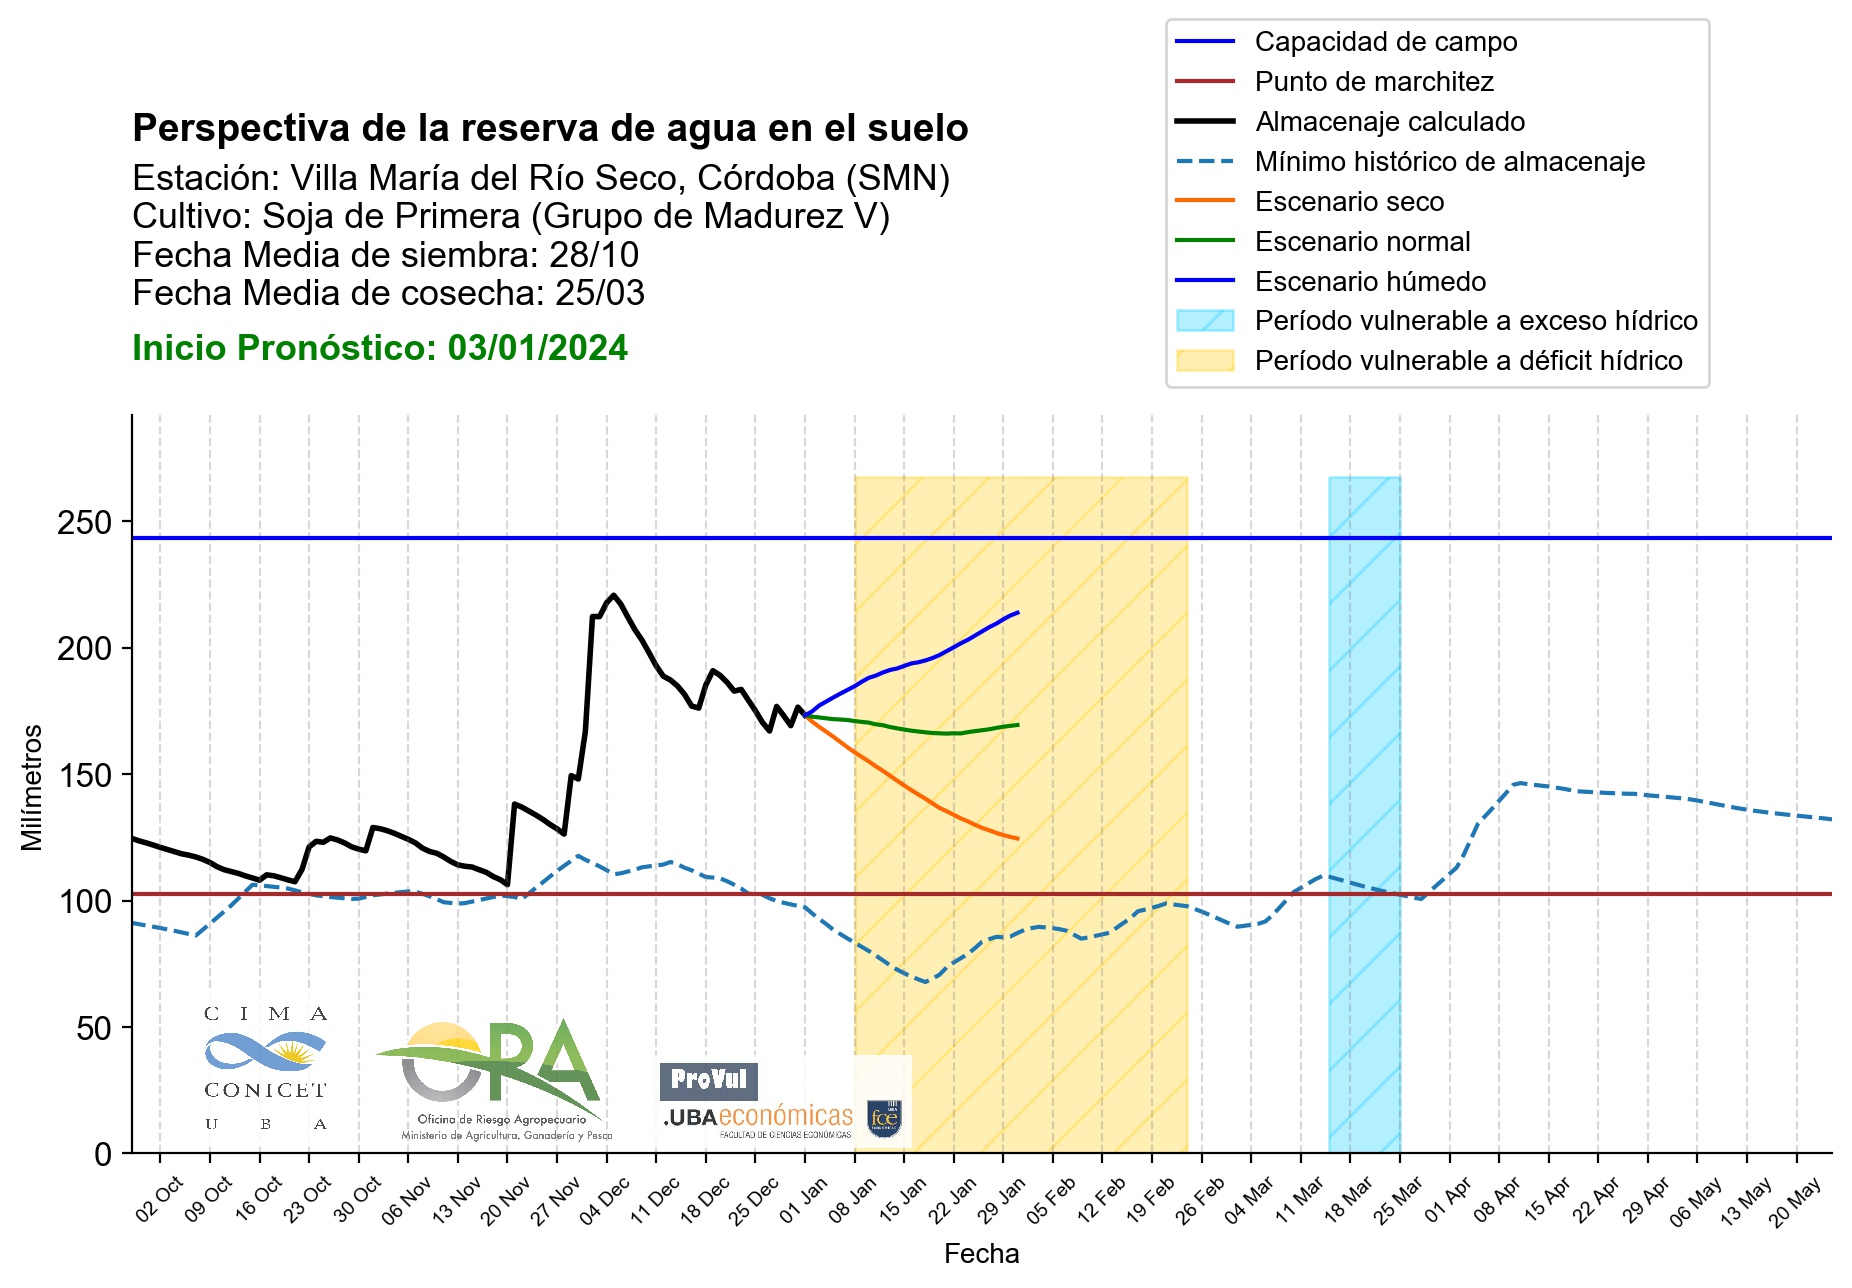 Capacidad de campo
Punto de marchitez
Almacenaje calculado
Mínimo histórico de almacenaje
Escenario seco
Escenario normal
Escenario húmedo
Período vulnerable a exceso hídrico
Período vulnerable a déficit hídrico
Perspectiva de la reserva de agua en el suelo
Estación: Villa María del Río Seco, Córdoba (SMN)
Cultivo: Soja de Primera (Grupo de Madurez V)
Fecha Media de siembra: 28/10
Fecha Media de cosecha: 25/03
Inicio Pronóstico: 03/01/2024
250
200
150
100
50
0
Milímetros
CIMA
CONICET
UBA
ORA
Oficina de Riesgo Agropecuario
Ministerio de Agricultura, Ganadería y Pesca
ProVul
.UBAeconómicas
FACULTAD DE CIENCIAS ECONÓMICAS
fce
02 Oct
09 Oct
16 Oct
23 Oct
30 Oct
06 Nov
13 Nov
20 Nov
27 Nov
04 Dec
11 Dec
18 Dec
25 Dec
01 Jan
08 Jan
15 Jan
22 Jan
29 Jan
05 Feb
12 Feb
19 Feb
26 Feb
04 Mar
11 Mar
18 Mar
25 Mar
01 Apr
08 Apr
15 Apr
22 Apr
29 Apr
06 May
13 May
20 May
Fecha